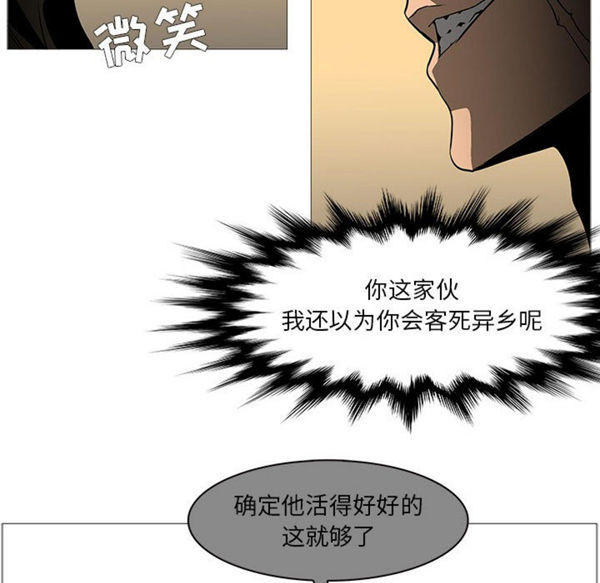 微笑
你这家伙
我还以为你会客死异乡呢
确定他活得好好的
这就够了